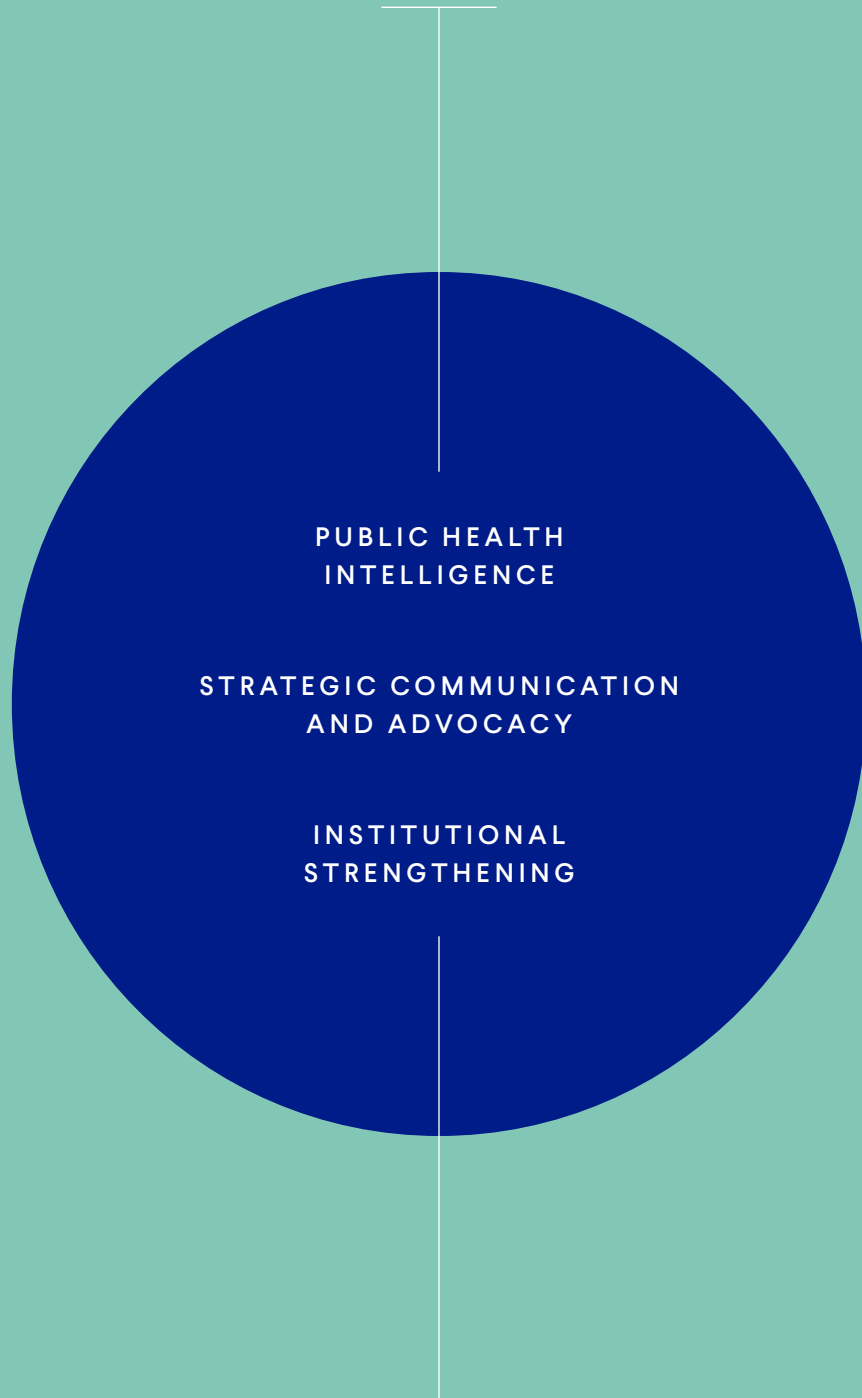 PUBLIC HEALTH
INTELLIGENCE
STRATEGIC COMMUNICATION
AND ADVOCACY
INSTITUTIONAL
STRENGTHENING